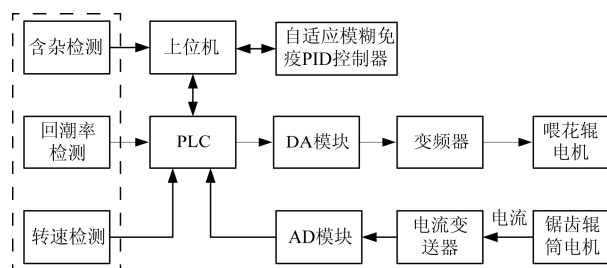 含杂检测
上位机
自适应模糊免
疫PID控制器
回潮率
检测
PLC
DA模块
变频器
喂花辊
电机
转速检测
AD模块
电流变
送器
电流
锯齿辊
筒电机